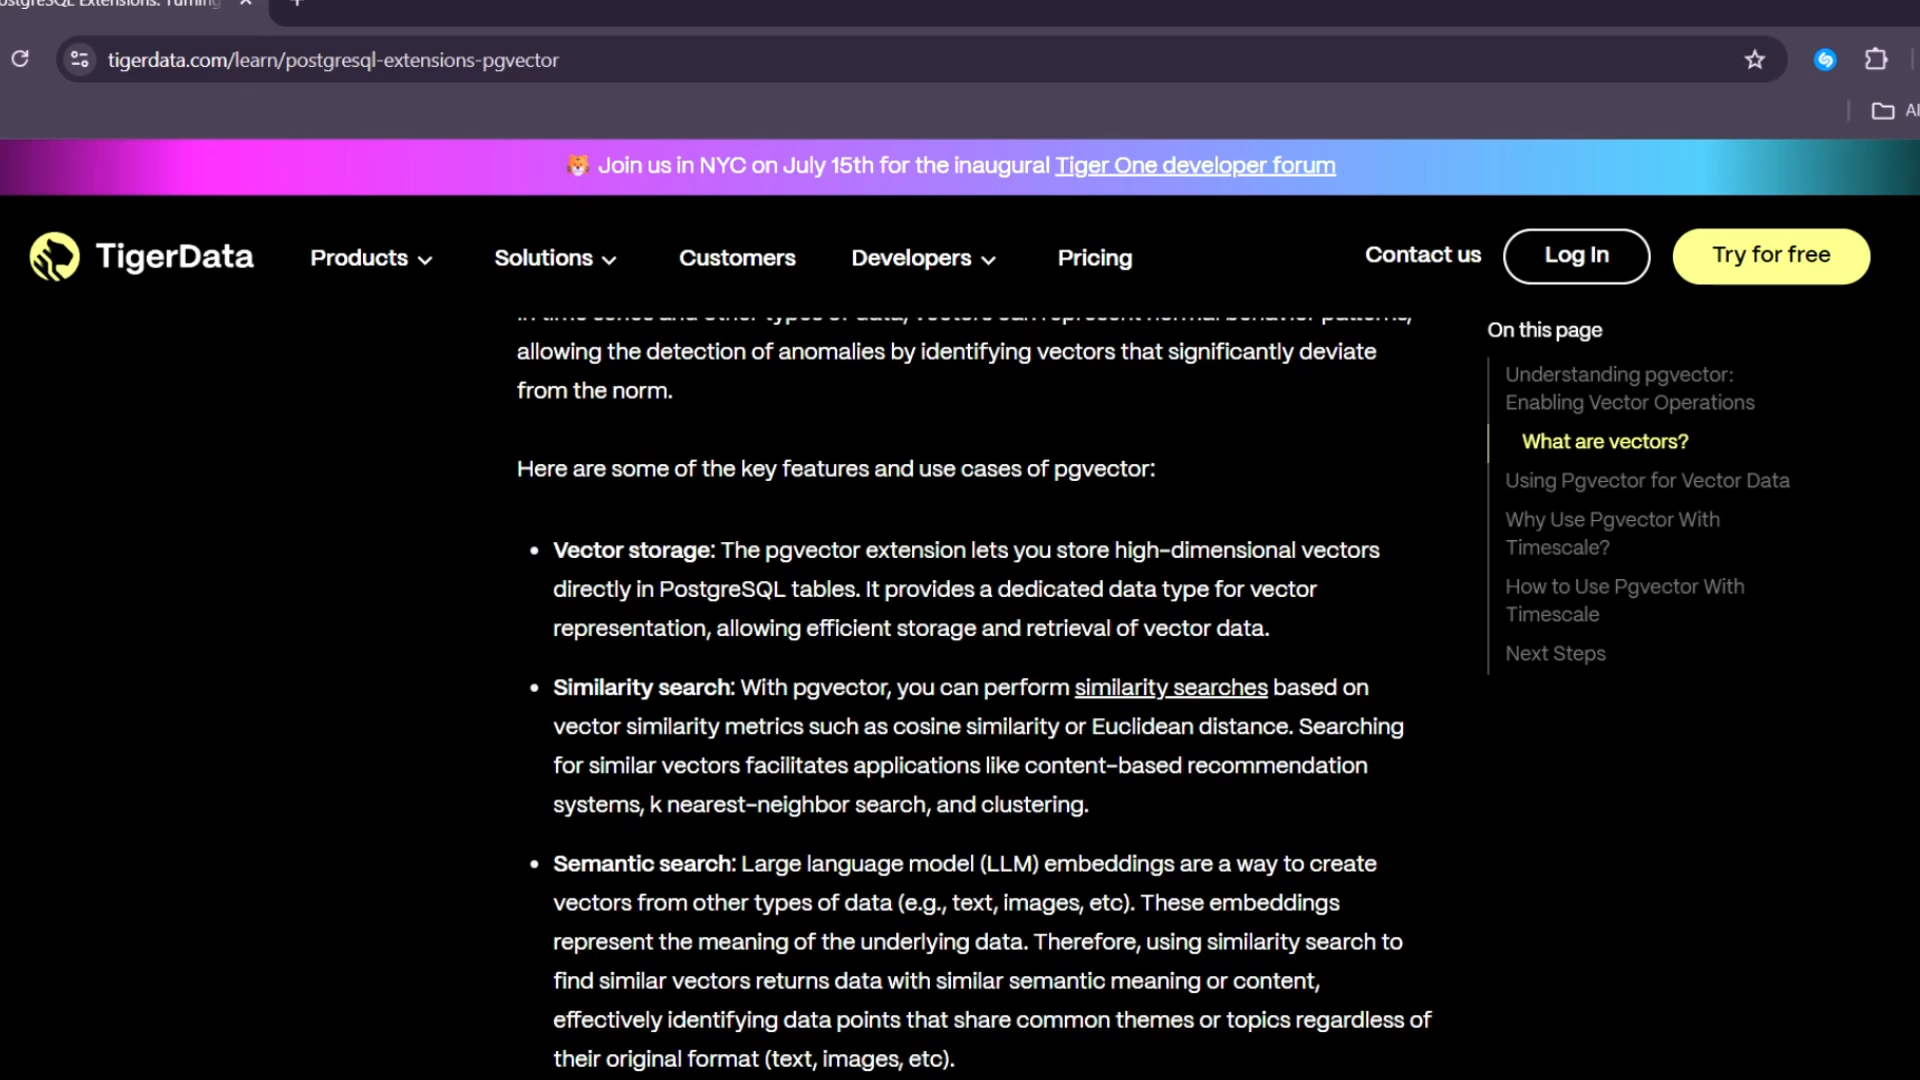 tigerdata.com/learn/postgresql-extensions-pgvector
AI
🐯 Join us in NYC on July 15th for the inaugural Tiger One developer forum
TigerData
Products
Solutions
Customers
Developers
Pricing
Contact us
Log In
Try for free
allowing the detection of anomalies by identifying vectors that significantly deviate
from the norm.
Here are some of the key features and use cases of pgvector:
• Vector storage: The pgvector extension lets you store high-dimensional vectors
directly in PostgreSQL tables. It provides a dedicated data type for vector
representation, allowing efficient storage and retrieval of vector data.
• Similarity search: With pgvector, you can perform similarity searches based on
vector similarity metrics such as cosine similarity or Euclidean distance. Searching
for similar vectors facilitates applications like content-based recommendation
systems, k nearest-neighbor search, and clustering.
• Semantic search: Large language model (LLM) embeddings are a way to create
vectors from other types of data (e.g., text, images, etc). These embeddings
represent the meaning of the underlying data. Therefore, using similarity search to
find similar vectors returns data with similar semantic meaning or content,
effectively identifying data points that share common themes or topics regardless of
their original format (text, images, etc).
On this page
Understanding pgvector:
Enabling Vector Operations
What are vectors?
Using Pgvector for Vector Data
Why Use Pgvector With
Timescale?
How to Use Pgvector With
Timescale
Next Steps